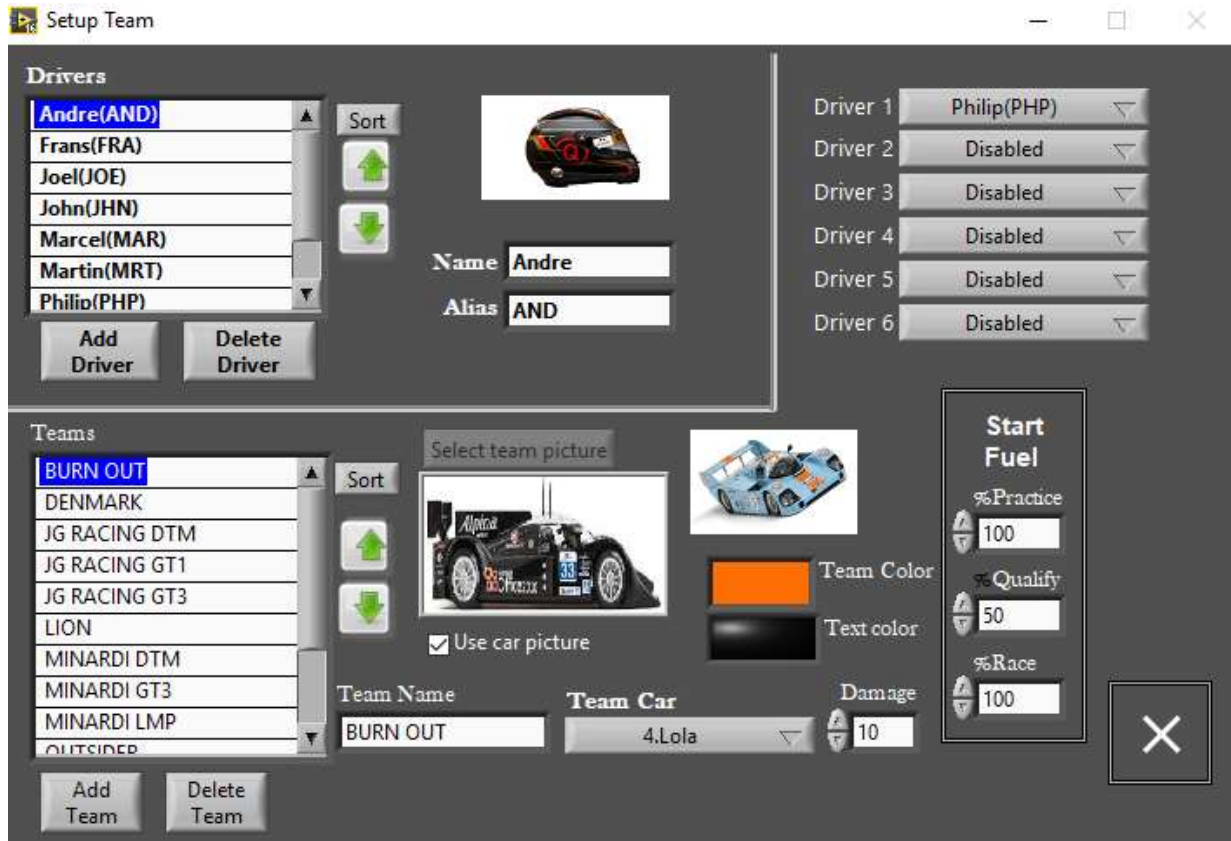 Setup Team
Drivers
Andre(AND)
Frans(FRA)
Joel(JOE)
John(JHN)
Marcel(MAR)
Martin(MRT)
Philip(PHP)
Sort
Add
Driver
Delete
Driver
Name Andre
Alias AND
Driver 1 Philip(PHP)
Driver 2 Disabled
Driver 3 Disabled
Driver 4 Disabled
Driver 5 Disabled
Driver 6 Disabled
Teams
BURN OUT
DENMARK
JG RACING DTM
JG RACING GT1
JG RACING GT3
LION
MINARDI DTM
MINARDI GT3
MINARDI LMP
OUTSIDER
Sort
Add
Team
Delete
Team
Select team picture
Alpina
33
Use car picture
Team Name
BURN OUT
Team Car
4.Lola
Team Color
Text color
Damage
10
Start
Fuel
%Practice
100
%Qualify
50
%Race
100